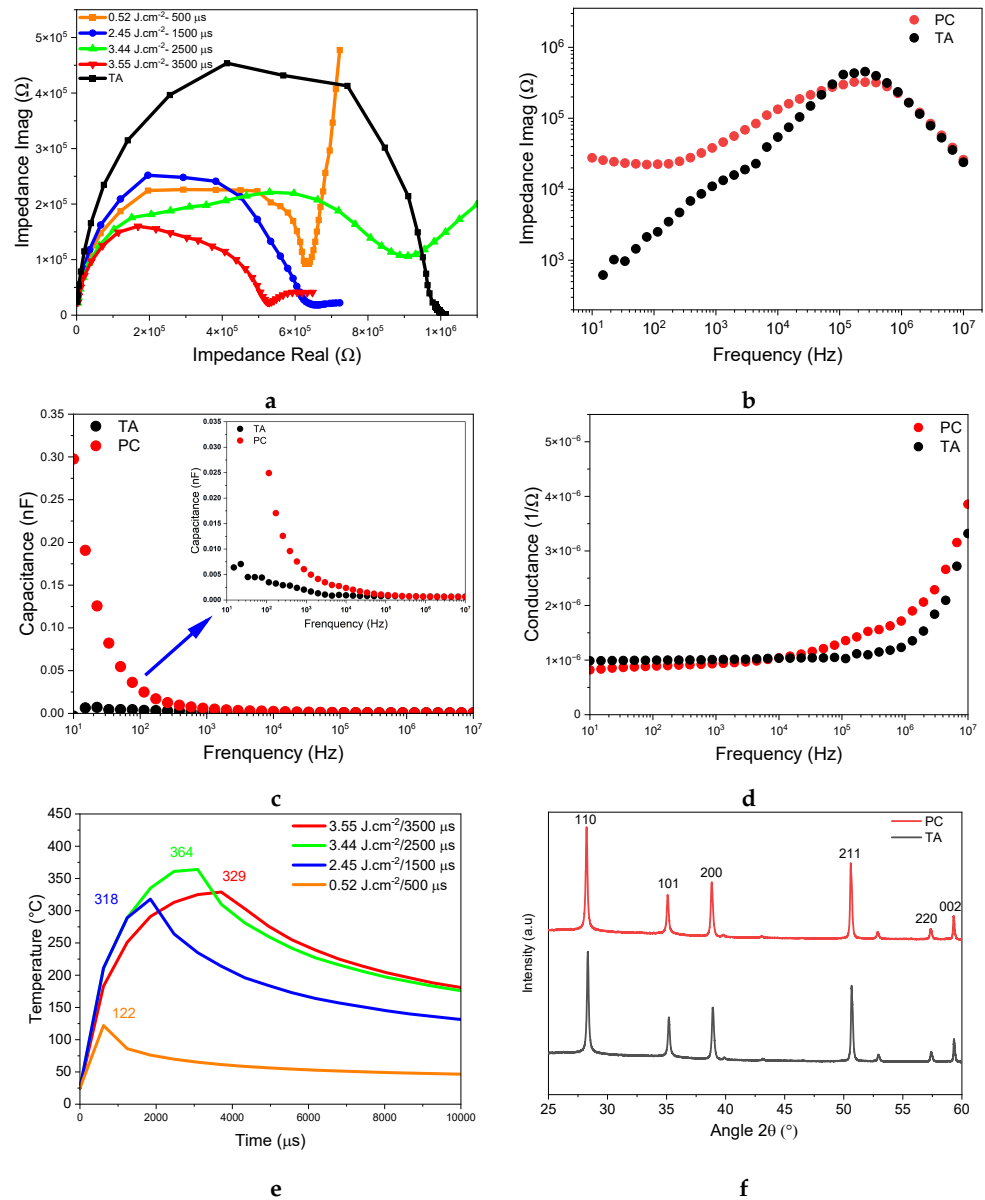 0.52 J.cm⁻²- 500 μs
2.45 J.cm⁻²- 1500 μs
3.44 J.cm⁻²- 2500 μs
3.55 J.cm⁻²- 3500 μs
TA
5×10⁵
4×10⁵
3×10⁵
2×10⁵
1×10⁵
0
Impedance Imag (Ω)
0 2×10⁵ 4×10⁵ 6×10⁵ 8×10⁵ 1×10⁶
Impedance Real (Ω)
a
PC
TA
10⁶
10⁵
10⁴
10³
Impedance Imag (Ω)
10¹ 10² 10³ 10⁴ 10⁵ 10⁶ 10⁷
Frequency (Hz)
b
TA
PC
0.35
0.30
0.25
0.20
0.15
0.10
0.05
0.00
Capacitance (nF)
TA
PC
0.035
0.030
0.025
0.020
0.015
0.010
0.005
0.000
Capacitance (nF)
10¹ 10² 10³ 10⁴ 10⁵ 10⁶ 10⁷
Frenquency (Hz)
10¹ 10² 10³ 10⁴ 10⁵ 10⁶ 10⁷
Frenquency (Hz)
c
PC
TA
5×10⁻⁶
4×10⁻⁶
3×10⁻⁶
2×10⁻⁶
1×10⁻⁶
0
Conductance (1/Ω)
10¹ 10² 10³ 10⁴ 10⁵ 10⁶ 10⁷
Frequency (Hz)
d
3.55 J.cm⁻²/3500 μs
3.44 J.cm⁻²/2500 μs
2.45 J.cm⁻²/1500 μs
0.52 J.cm⁻²/500 μs
364
329
318
122
450
400
350
300
250
200
150
100
50
0
Temperature (°C)
0 2000 4000 6000 8000 10000
Time (μs)
e
PC
TA
110
101
200
211
220
002
Intensity (a.u)
25 30 35 40 45 50 55 60
Angle 2θ (°)
f